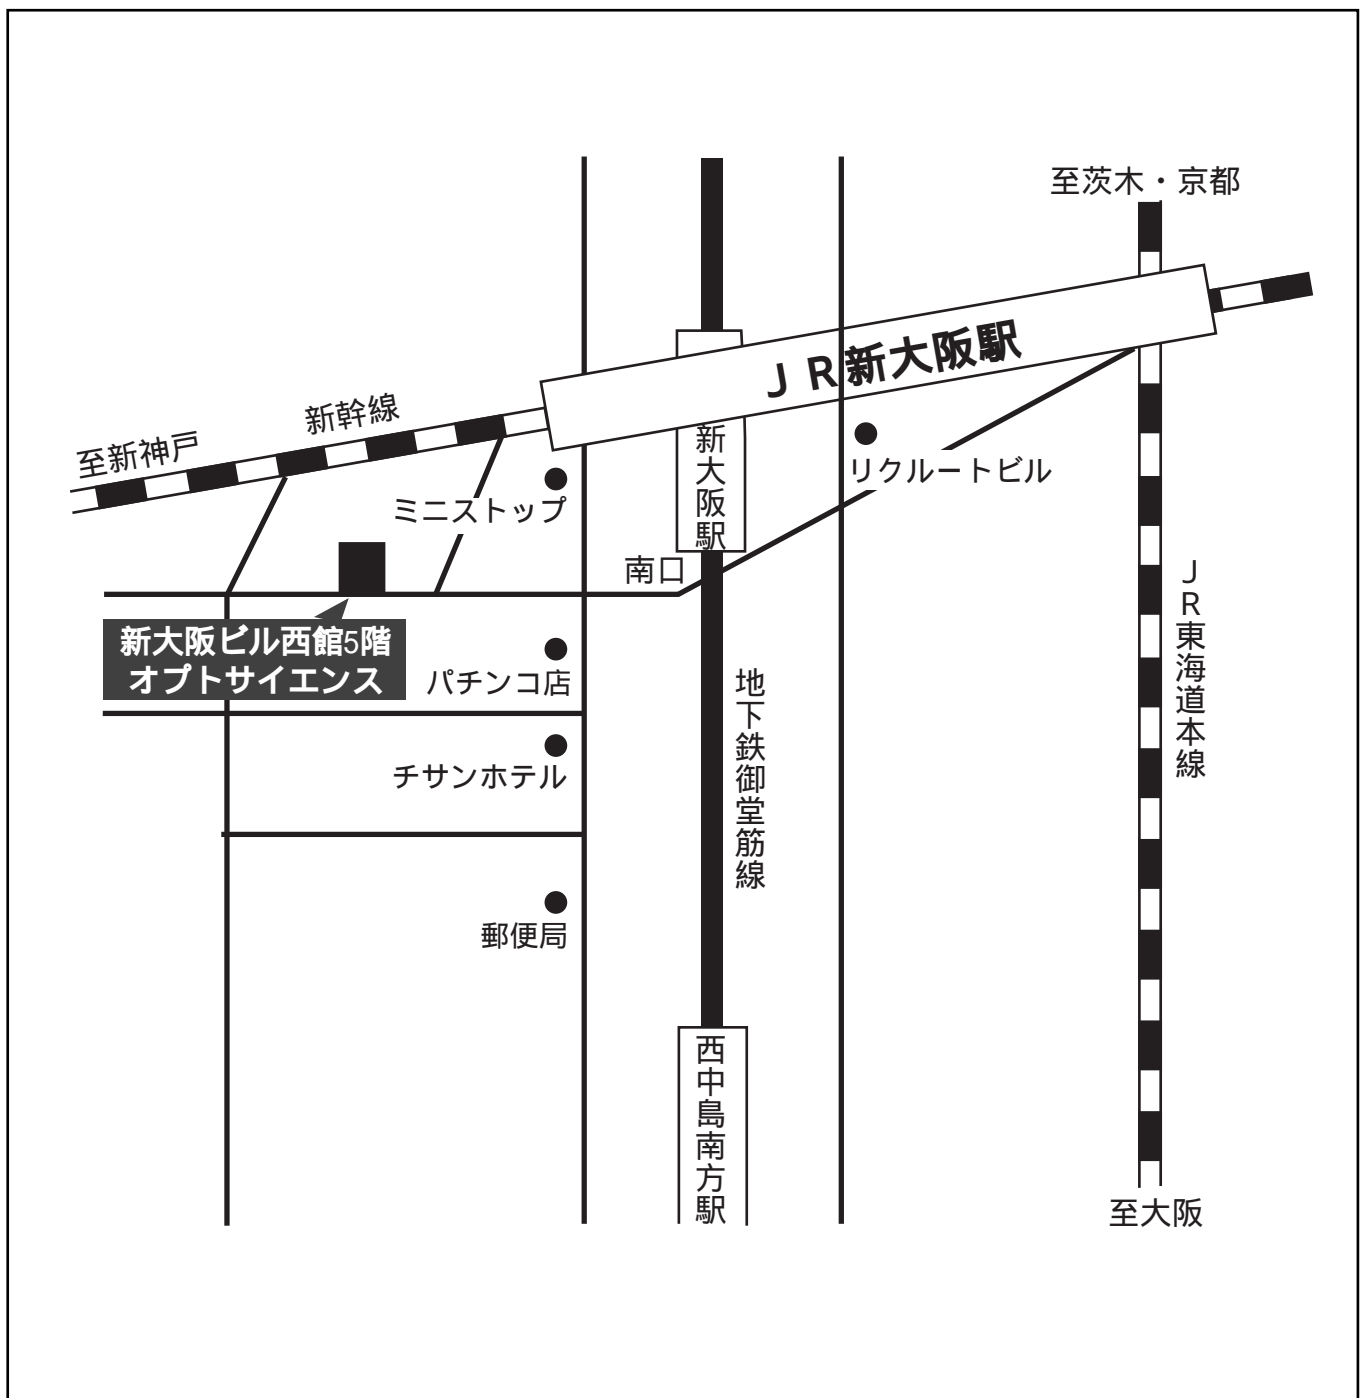 至茨木・京都
ＪＲ新大阪駅
新幹線
至新神戸
新大阪駅
リクルートビル
ミニストップ
南口
ＪＲ東海道本線
新大阪ビル西館5階
オプトサイエンス
パチンコ店
地下鉄御堂筋線
チサンホテル
郵便局
西中島南方駅
至大阪